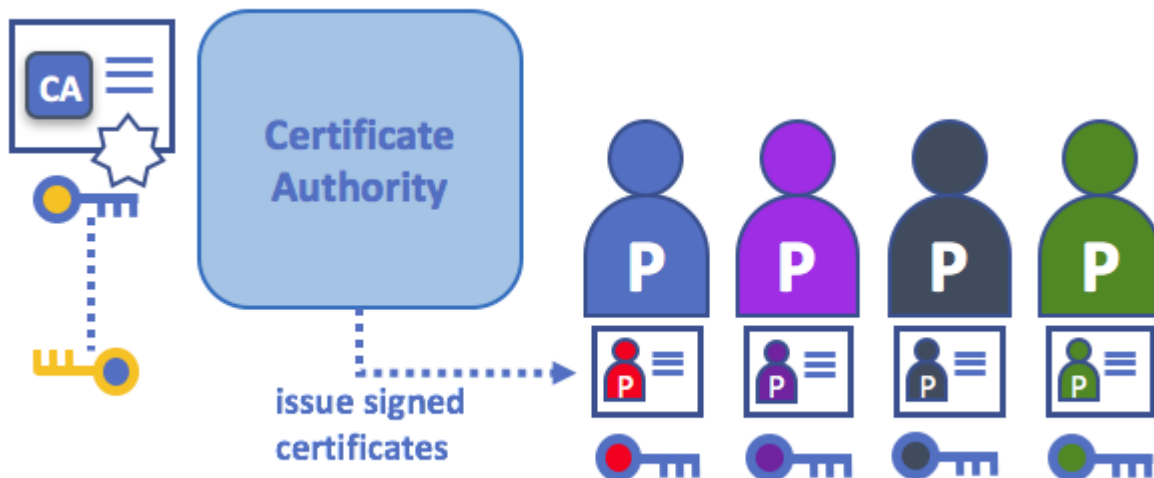 CA
Certificate
Authority
P P P P
issue signed
certificates
P P P P